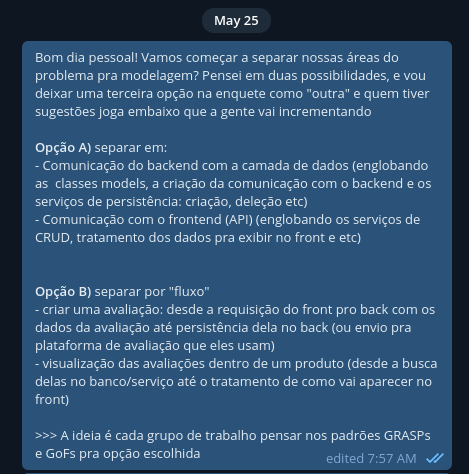 May 25
Bom dia pessoal! Vamos começar a separar nossas áreas do
problema pra modelagem? Pensei em duas possibilidades, e vou
deixar uma terceira opção na enquete como "outra" e quem tiver
sugestões joga embaixo que a gente vai incrementando
Opção A) separar em:
- Comunicação do backend com a camada de dados (englobando
as classes models, a criação da comunicação com o backend e os
serviços de persistência: criação, deleção etc)
- Comunicação com o frontend (API) (englobando os serviços de
CRUD, tratamento dos dados pra exibir no front e etc)
Opção B) separar por "fluxo"
- criar uma avaliação: desde a requisição do front pro back com os
dados da avaliação até persistência dela no back (ou envio pra
plataforma de avaliação que eles usam)
- visualização das avaliações dentro de um produto (desde a busca
delas no banco/serviço até o tratamento de como vai aparecer no
front)
>>> A ideia é cada grupo de trabalho pensar nos padrões GRASPs
e GoFs pra opção escolhida
edited 7:57 AM